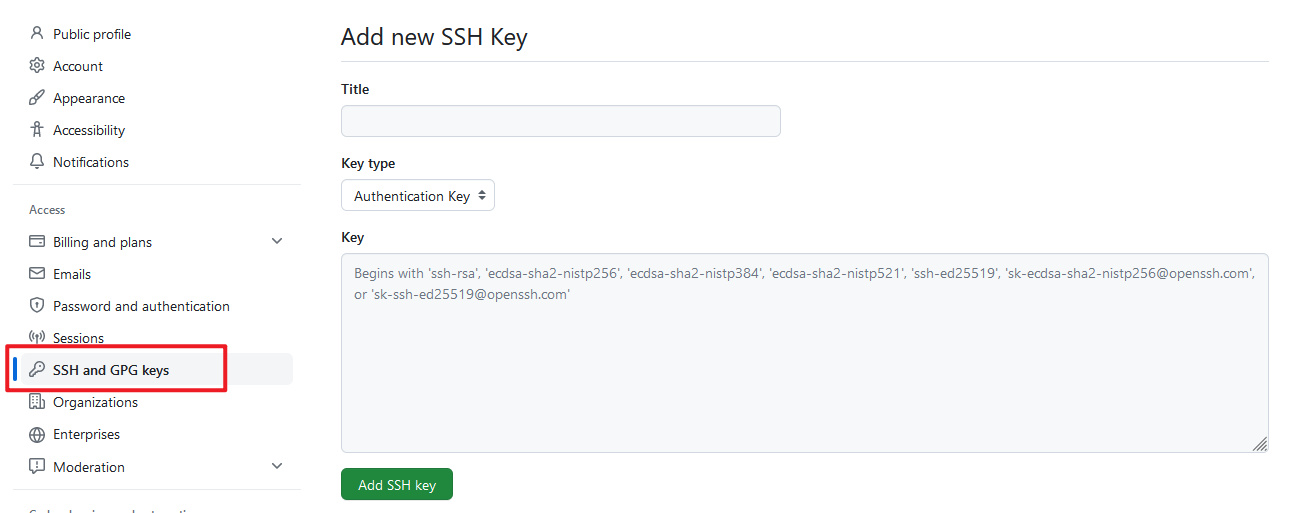 Public profile
Account
Appearance
Accessibility
Notifications
Access
Billing and plans
Emails
Password and authentication
Sessions
SSH and GPG keys
Organizations
Enterprises
Moderation
Add new SSH Key
Title
Key type
Authentication Key
Key
Begins with 'ssh-rsa', 'ecdsa-sha2-nistp256', 'ecdsa-sha2-nistp384', 'ecdsa-sha2-nistp521', 'ssh-ed25519', 'sk-ecdsa-sha2-nistp256@openssh.com',
or 'sk-ssh-ed25519@openssh.com'
Add SSH key